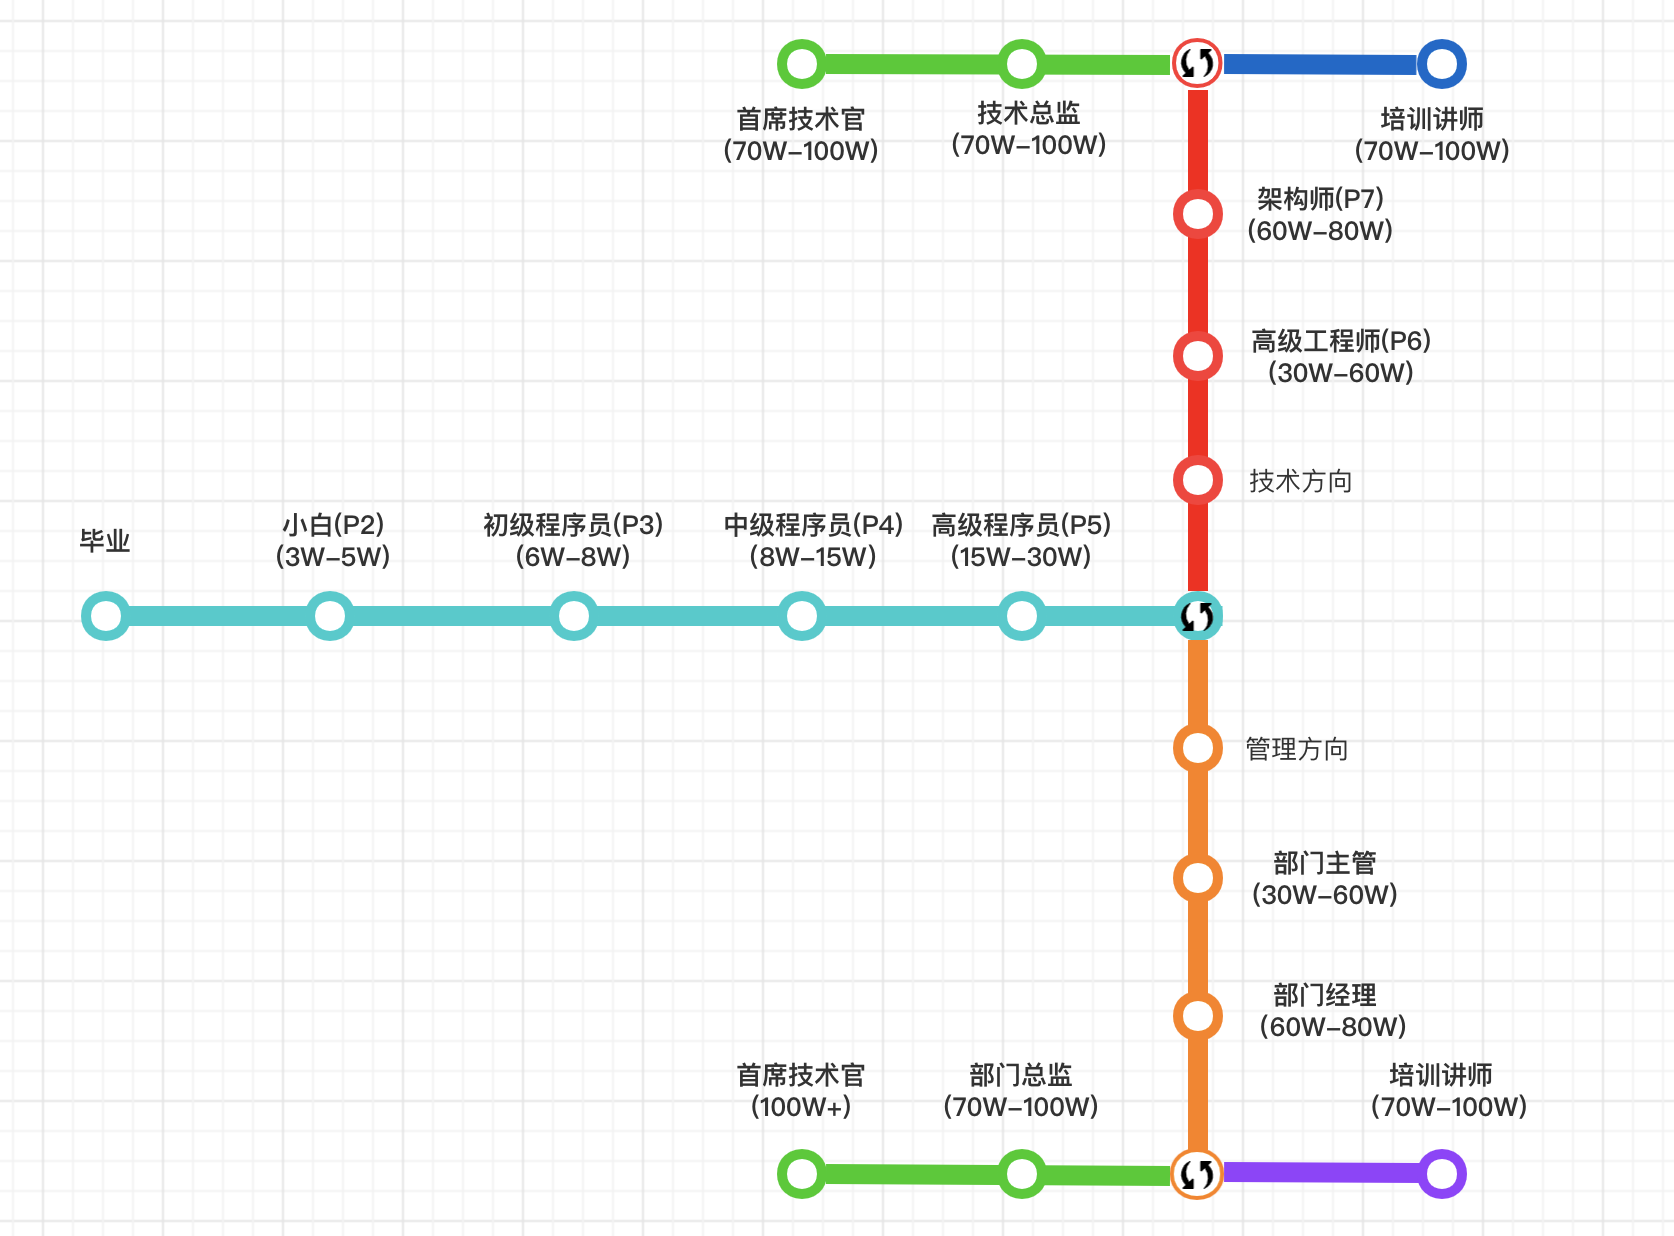 首席技术官
(70W–100W)
技术总监
(70W–100W)
培训讲师
(70W–100W)
架构师(P7)
(60W–80W)
高级工程师(P6)
(30W–60W)
技术方向
毕业
小白(P2)
(3W–5W)
初级程序员(P3)
(6W–8W)
中级程序员(P4)
(8W–15W)
高级程序员(P5)
(15W–30W)
管理方向
部门主管
(30W–60W)
部门经理
(60W–80W)
首席技术官
(100W+)
部门总监
(70W–100W)
培训讲师
(70W–100W)